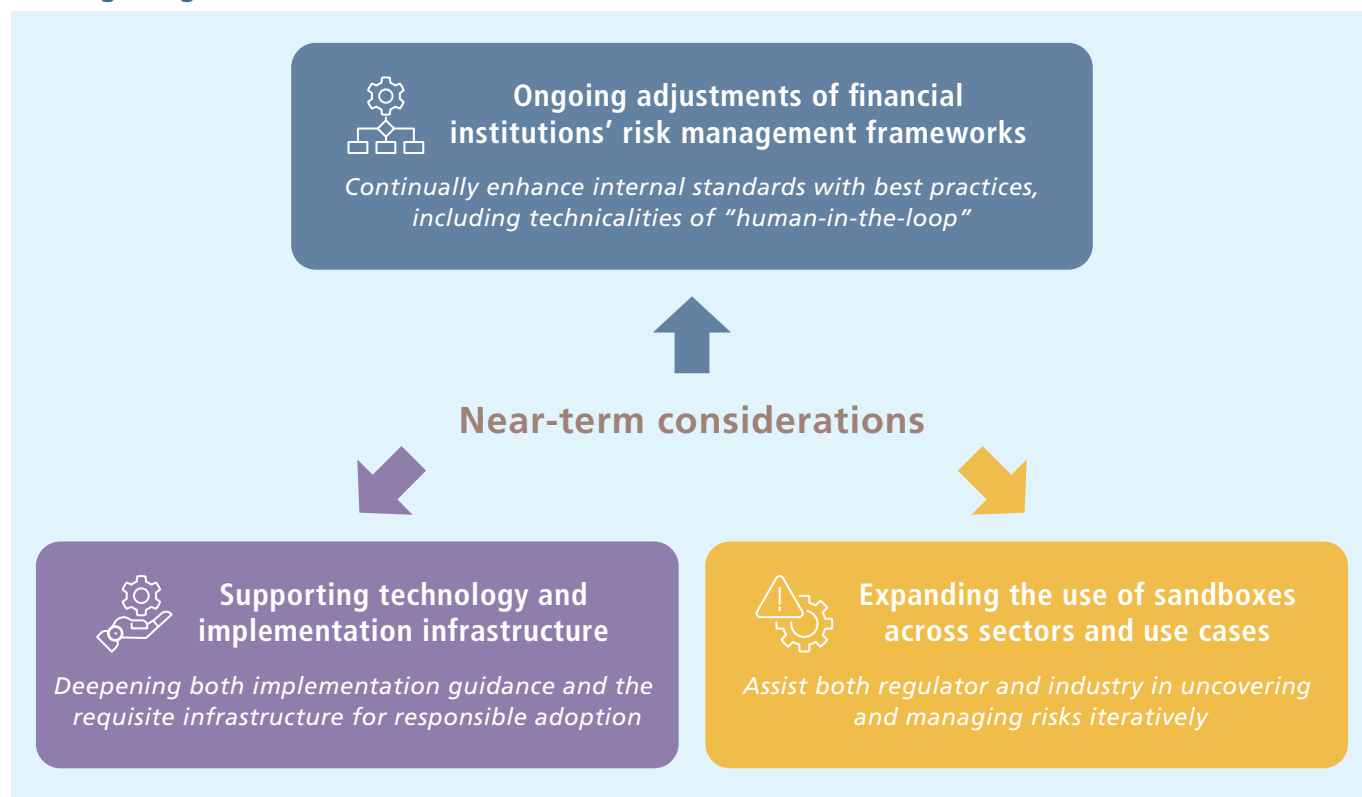 Ongoing adjustments of financial
institutions’ risk management frameworks
Continually enhance internal standards with best practices,
including technicalities of “human-in-the-loop”
Near-term considerations
Supporting technology and
implementation infrastructure
Deepening both implementation guidance and the
requisite infrastructure for responsible adoption
Expanding the use of sandboxes
across sectors and use cases
Assist both regulator and industry in uncovering
and managing risks iteratively